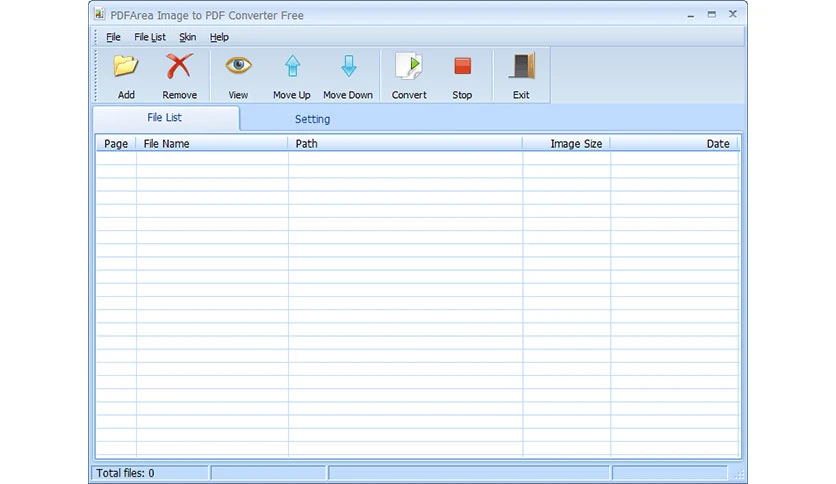 PDFArea Image to PDF Converter Free
File File List Skin Help
Add Remove View Move Up Move Down Convert Stop Exit
File List Setting
Page File Name Path Image Size Date
Total files: 0